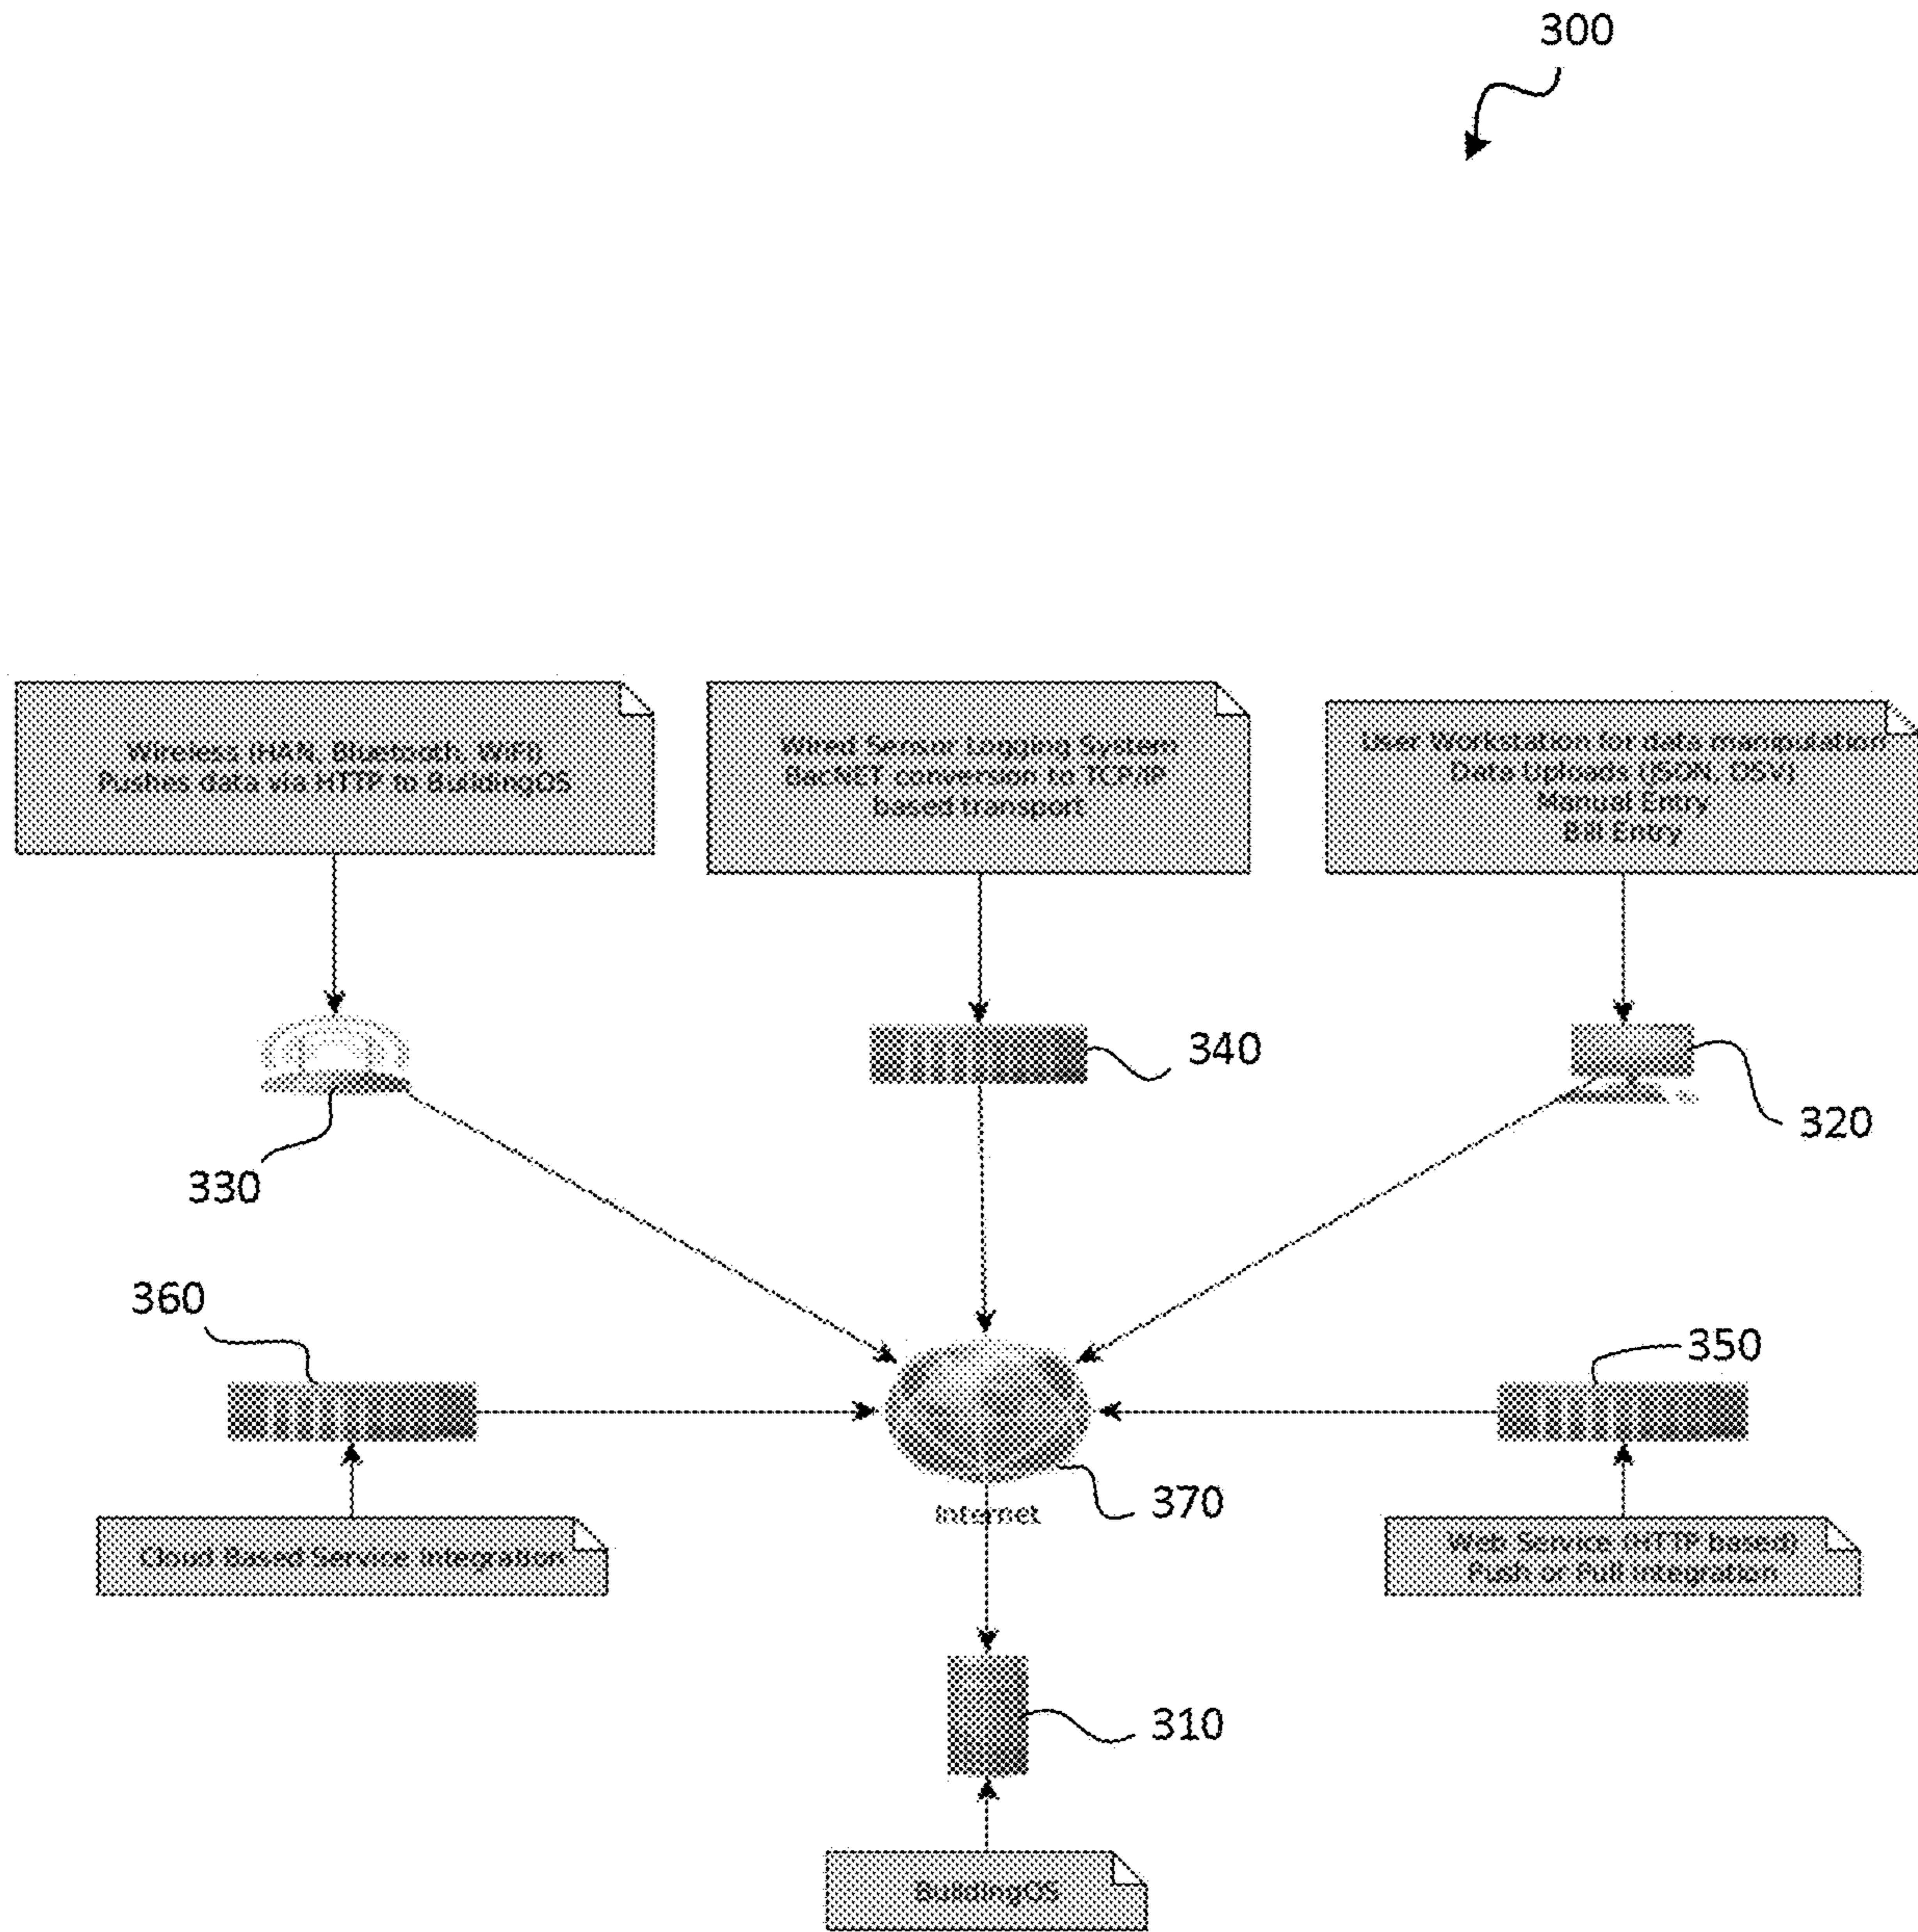 300
Wireless (HAN, Bluetooth, WiFi)
Pushes data via HTTP to BuildingOS
Wired Sensor Logging System
BacNET conversion to TCP/IP
based transport
User Workstation for data manipulation
Data Uploads (JSON, DSV)
Manual Entry
Bill Entry
330
340
320
360
350
370
Internet
Cloud Based Service Integration
Web Service (HTTP based)
Push or Pull Integration
310
BuildingOS